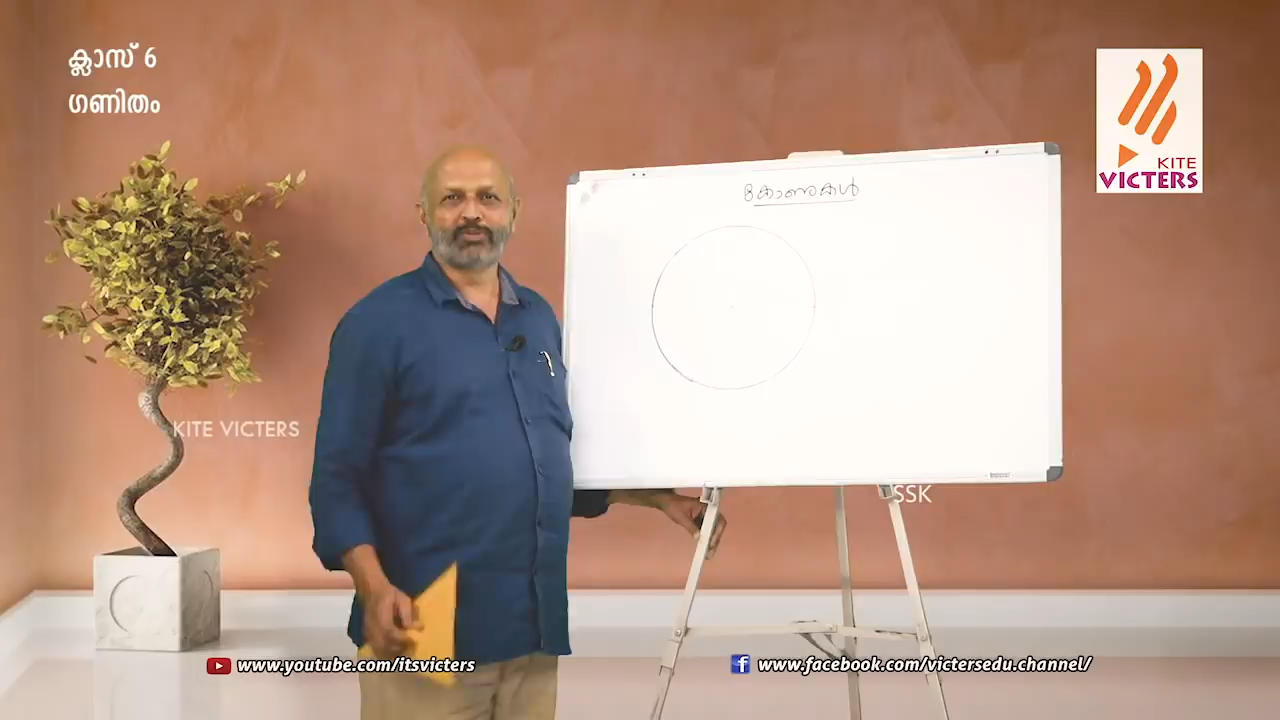 ക്ലാസ് 6
ഗണിതം
KITE
VICTERS
കോണുകൾ
KITE VICTERS
SSK
www.youtube.com/itsvicters
www.facebook.com/victersedu.channel/